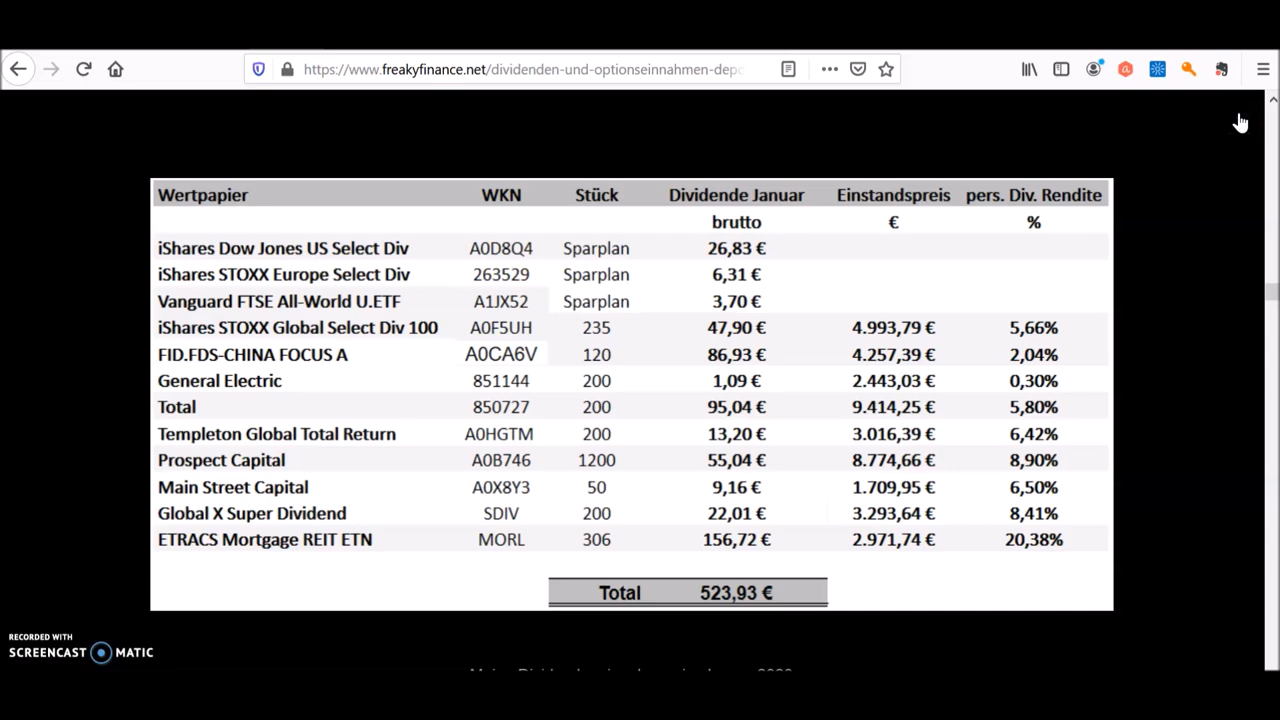 https://www.freakyfinance.net/dividenden-und-optionseinnahmen-depo
Wertpapier WKN Stück Dividende Januar Einstandspreis pers. Div. Rendite
brutto € %
iShares Dow Jones US Select Div A0D8Q4 Sparplan 26,83 €
iShares STOXX Europe Select Div 263529 Sparplan 6,31 €
Vanguard FTSE All-World U.ETF A1JX52 Sparplan 3,70 €
iShares STOXX Global Select Div 100 A0F5UH 235 47,90 € 4.993,79 € 5,66%
FID.FDS-CHINA FOCUS A A0CA6V 120 86,93 € 4.257,39 € 2,04%
General Electric 851144 200 1,09 € 2.443,03 € 0,30%
Total 850727 200 95,04 € 9.414,25 € 5,80%
Templeton Global Total Return A0HGTM 200 13,20 € 3.016,39 € 6,42%
Prospect Capital A0B746 1200 55,04 € 8.774,66 € 8,90%
Main Street Capital A0X8Y3 50 9,16 € 1.709,95 € 6,50%
Global X Super Dividend SDIV 200 22,01 € 3.293,64 € 8,41%
ETRACS Mortgage REIT ETN MORL 306 156,72 € 2.971,74 € 20,38%
Total 523,93 €
RECORDED WITH
SCREENCAST MATIC